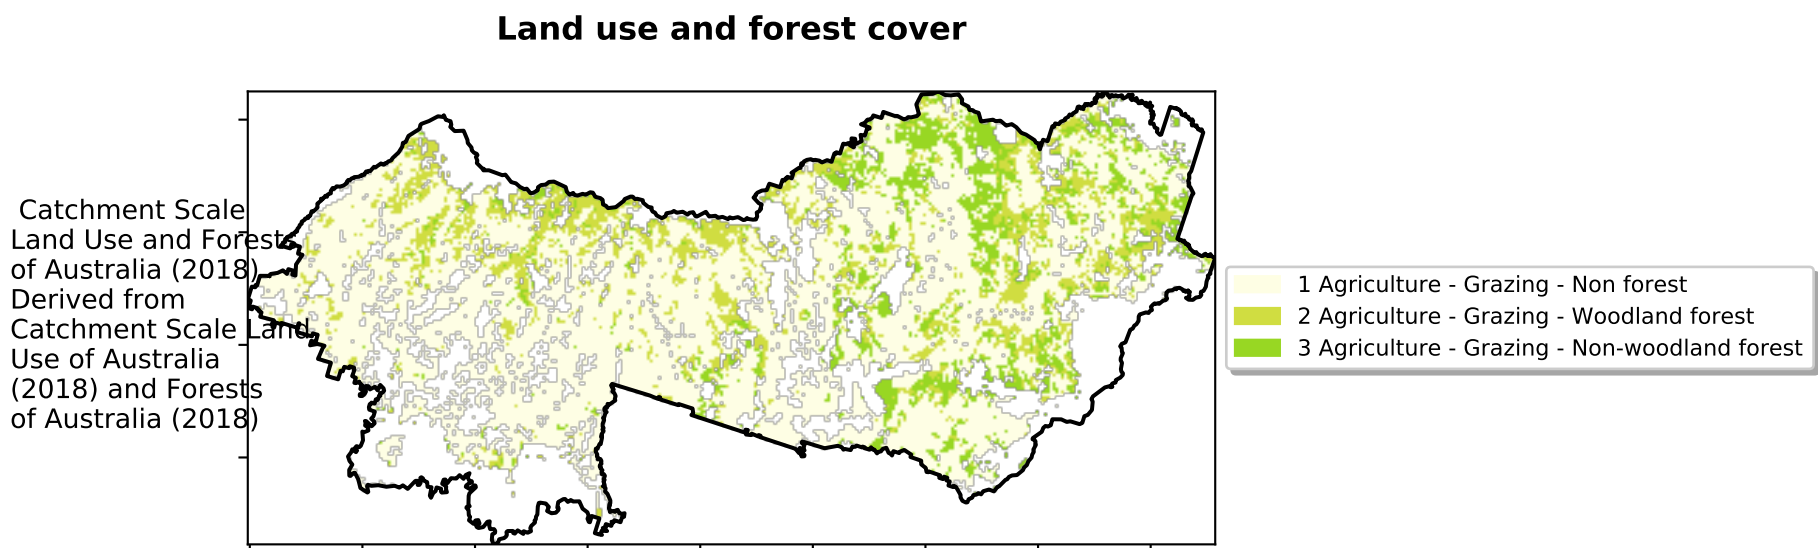 Land use and forest cover
Catchment Scale
Land Use and Forests
of Australia (2018)
Derived from
Catchment Scale Land
Use of Australia
(2018) and Forests
of Australia (2018)
1 Agriculture - Grazing - Non forest
2 Agriculture - Grazing - Woodland forest
3 Agriculture - Grazing - Non-woodland forest